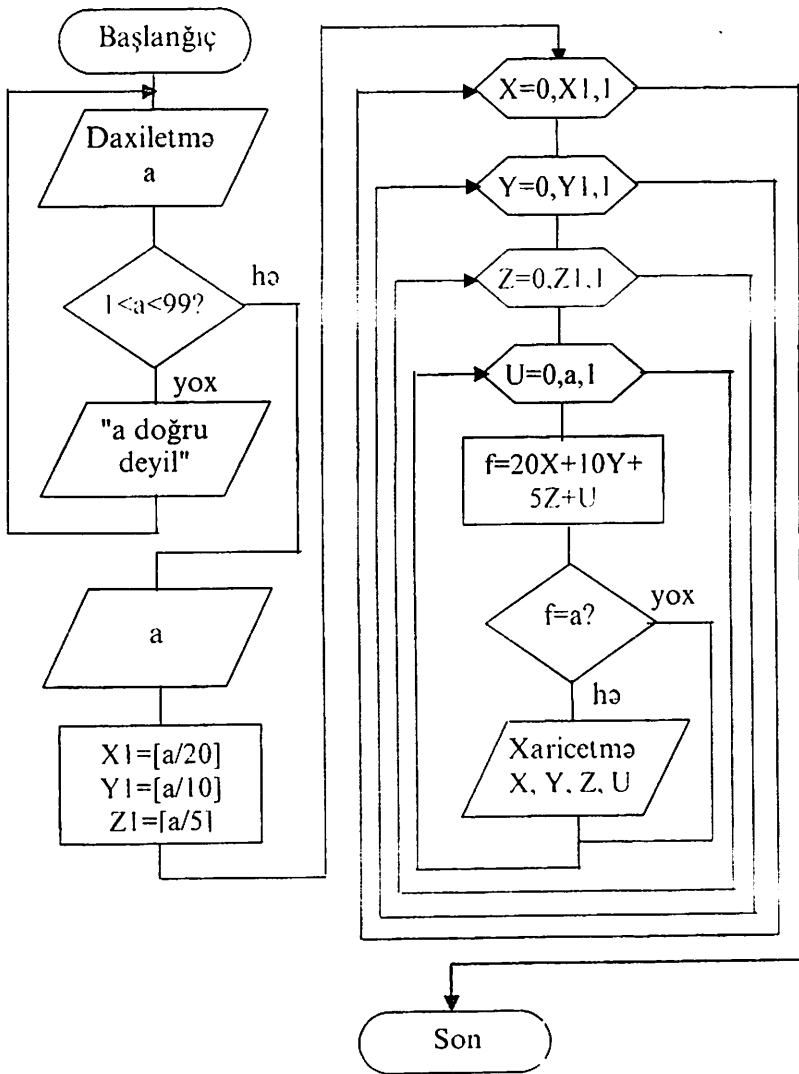 Başlanğıç
Daxiletmə
a
1<a<99?
hə
yox
"a doğru
deyil"
a
X1=[a/20]
Y1=[a/10]
Z1=[a/5]
X=0,X1,1
Y=0,Y1,1
Z=0,Z1,1
U=0,a,1
f=20X+10Y+
5Z+U
f=a?
yox
hə
Xaricetmə
X, Y, Z, U
Son